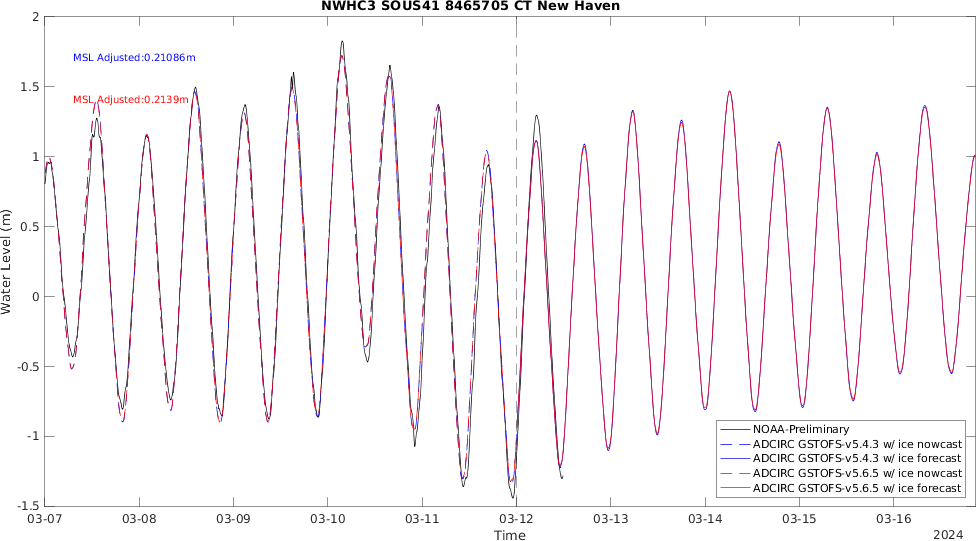 NWHC3 SOUS41 8465705 CT New Haven
2
MSL Adjusted:0.21086m
1.5
MSL Adjusted:0.2139m
1
0.5
Water Level (m)
0
-0.5
-1
NOAA-Preliminary
ADCIRC GSTOFS-v5.4.3 w/ ice nowcast
ADCIRC GSTOFS-v5.4.3 w/ ice forecast
ADCIRC GSTOFS-v5.6.5 w/ ice nowcast
ADCIRC GSTOFS-v5.6.5 w/ ice forecast
-1.5
03-07 03-08 03-09 03-10 03-11 03-12 03-13 03-14 03-15 03-16
Time
2024